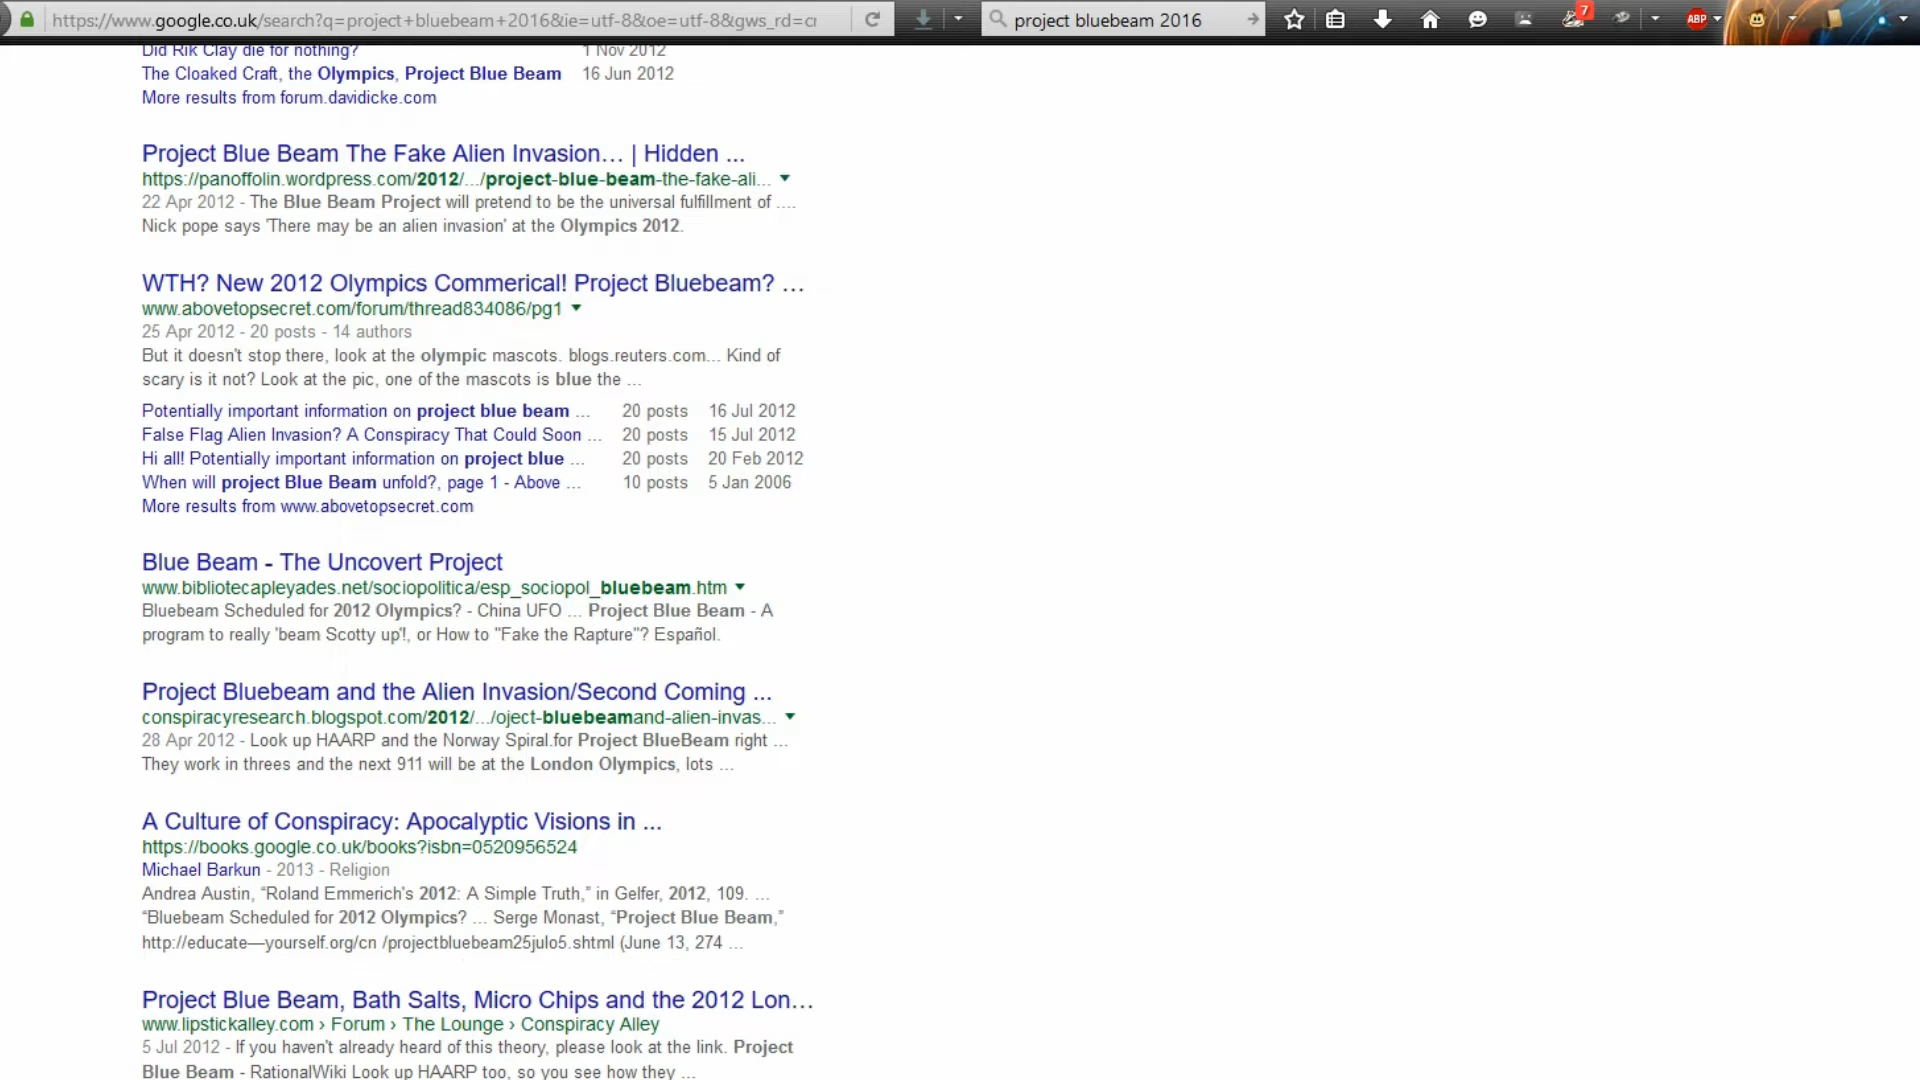 https://www.google.co.uk/search?q=project+bluebeam+2016&ie=utf-8&oe=utf-8&gws_rd=cr
project bluebeam 2016
7
ABP
Did Rik Clay die for nothing? 1 Nov 2012
The Cloaked Craft, the Olympics, Project Blue Beam 16 Jun 2012
More results from forum.davidicke.com
Project Blue Beam The Fake Alien Invasion… | Hidden ...
https://panoffolin.wordpress.com/2012/.../project-blue-beam-the-fake-ali...
22 Apr 2012 - The Blue Beam Project will pretend to be the universal fulfillment of ....
Nick pope says 'There may be an alien invasion' at the Olympics 2012.
WTH? New 2012 Olympics Commerical! Project Bluebeam? ...
www.abovetopsecret.com/forum/thread834086/pg1
25 Apr 2012 - 20 posts - 14 authors
But it doesn't stop there, look at the olympic mascots. blogs.reuters.com... Kind of
scary is it not? Look at the pic, one of the mascots is blue the ...
Potentially important information on project blue beam ... 20 posts 16 Jul 2012
False Flag Alien Invasion? A Conspiracy That Could Soon ... 20 posts 15 Jul 2012
Hi all! Potentially important information on project blue ... 20 posts 20 Feb 2012
When will project Blue Beam unfold?, page 1 - Above ... 10 posts 5 Jan 2006
More results from www.abovetopsecret.com
Blue Beam - The Uncovert Project
www.bibliotecapleyades.net/sociopolitica/esp_sociopol_bluebeam.htm
Bluebeam Scheduled for 2012 Olympics? - China UFO ... Project Blue Beam - A
program to really 'beam Scotty up'!, or How to "Fake the Rapture"? Español.
Project Bluebeam and the Alien Invasion/Second Coming ...
conspiracyresearch.blogspot.com/2012/.../oject-bluebeamand-alien-invas...
28 Apr 2012 - Look up HAARP and the Norway Spiral.for Project BlueBeam right ...
They work in threes and the next 911 will be at the London Olympics, lots ...
A Culture of Conspiracy: Apocalyptic Visions in ...
https://books.google.co.uk/books?isbn=0520956524
Michael Barkun - 2013 - Religion
Andrea Austin, “Roland Emmerich's 2012: A Simple Truth,” in Gelfer, 2012, 109. ...
“Bluebeam Scheduled for 2012 Olympics? ... Serge Monast, “Project Blue Beam,”
http://educate—yourself.org/cn /projectbluebeam25julo5.shtml (June 13, 274 ...
Project Blue Beam, Bath Salts, Micro Chips and the 2012 Lon...
www.lipstickalley.com › Forum › The Lounge › Conspiracy Alley
5 Jul 2012 - If you haven't already heard of this theory, please look at the link. Project
Blue Beam - RationalWiki Look up HAARP too, so you see how they ...